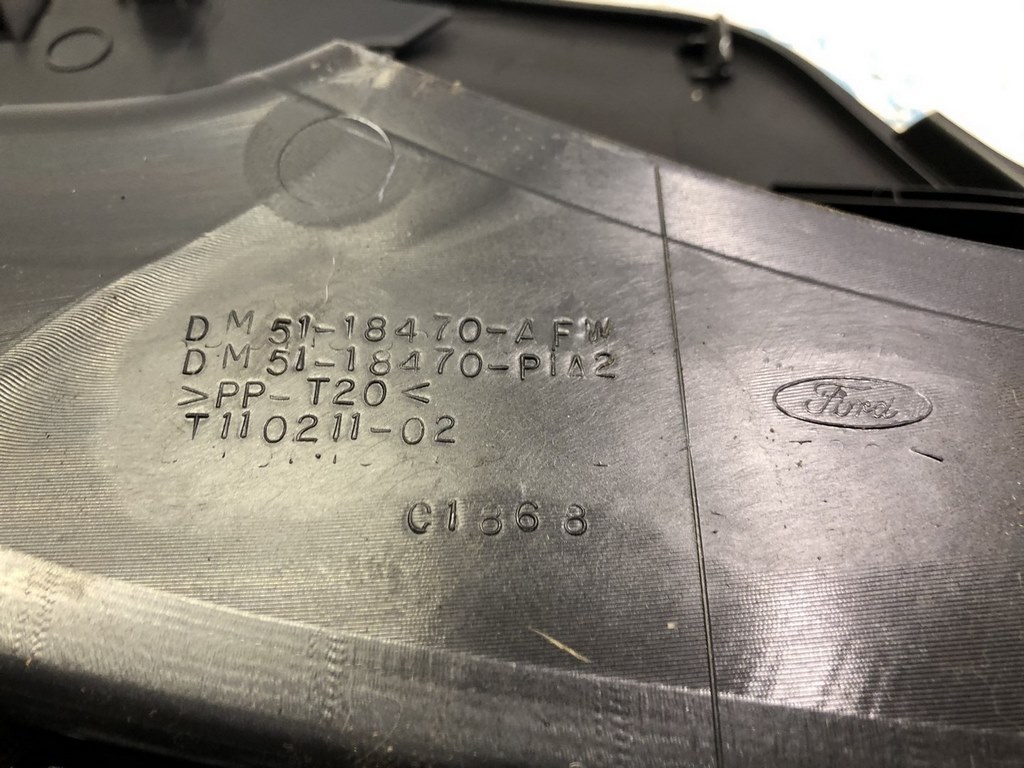 DM51-18470-AFW
DM51-18470-PIA2
>PP-T20<
T110211-02
C1868
Ford